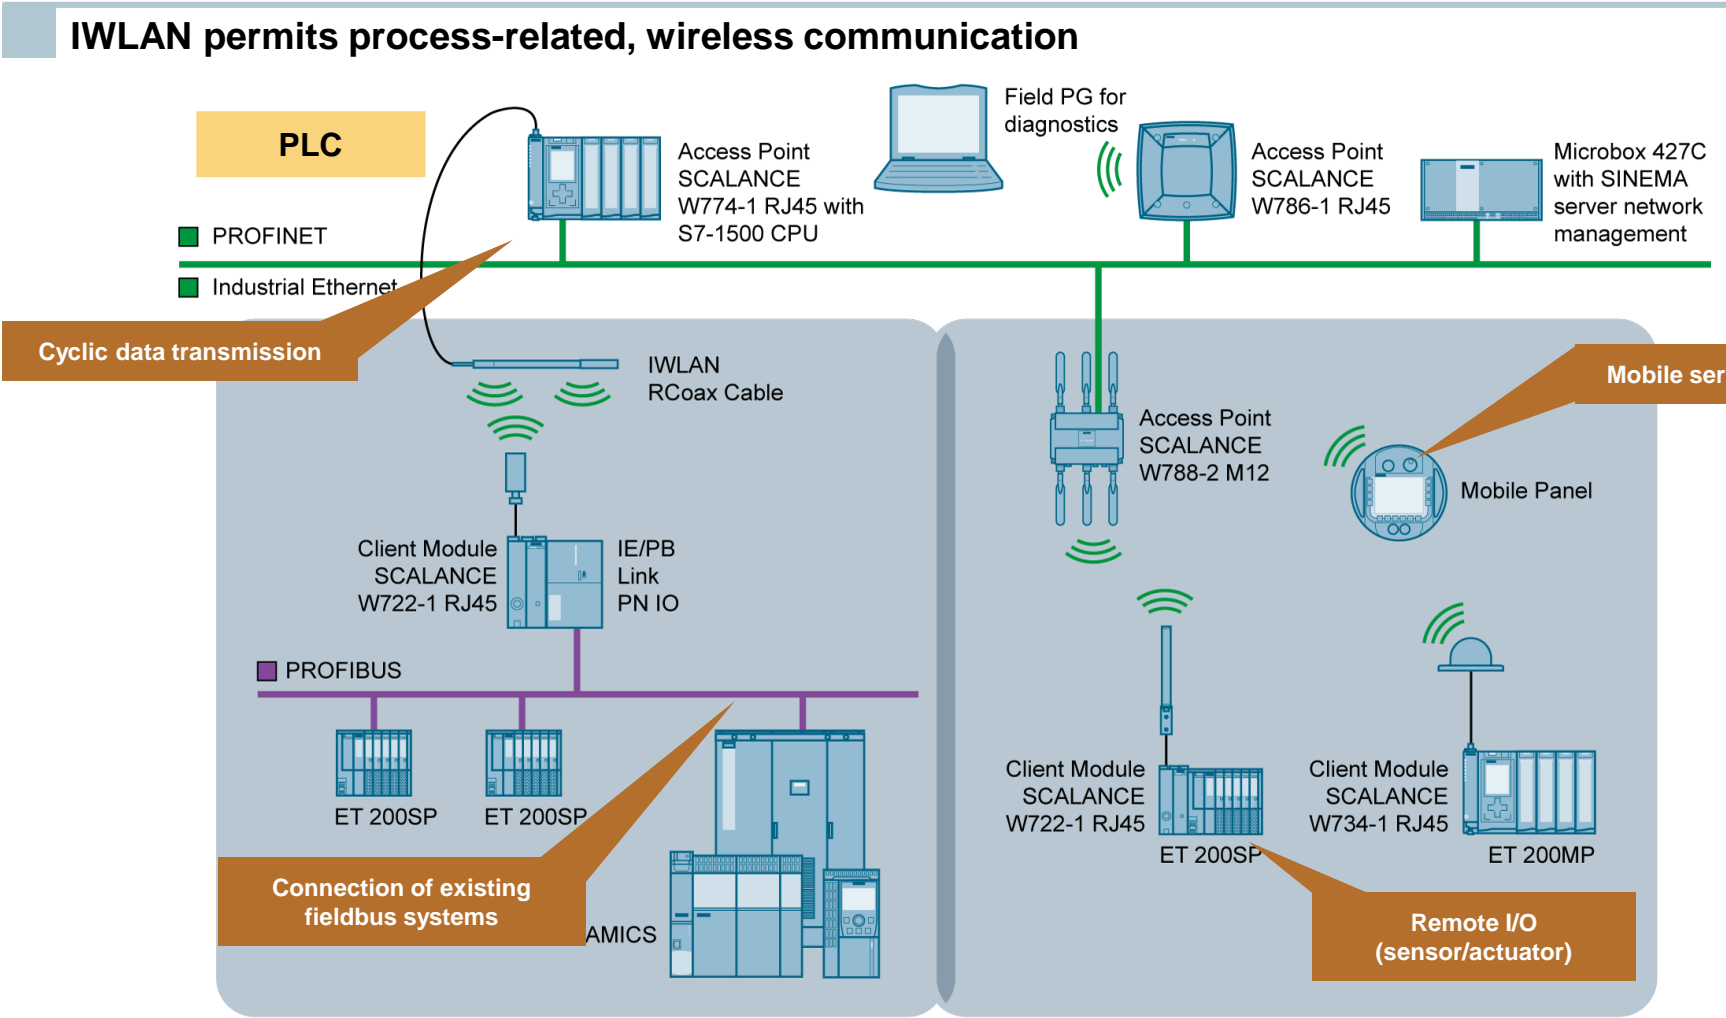 IWLAN permits process-related, wireless communication
PLC
Access Point
SCALANCE
W774-1 RJ45 with
S7-1500 CPU
Field PG for
diagnostics
Access Point
SCALANCE
W786-1 RJ45
Microbox 427C
with SINEMA
server network
management
PROFINET
Industrial Ethernet
Cyclic data transmission
IWLAN
RCoax Cable
Client Module
SCALANCE
W722-1 RJ45
IE/PB
Link
PN IO
PROFIBUS
ET 200SP
ET 200SP
Connection of existing
fieldbus systems
AMICS
Access Point
SCALANCE
W788-2 M12
Mobile ser
Mobile Panel
Client Module
SCALANCE
W722-1 RJ45
ET 200SP
Client Module
SCALANCE
W734-1 RJ45
ET 200MP
Remote I/O
(sensor/actuator)